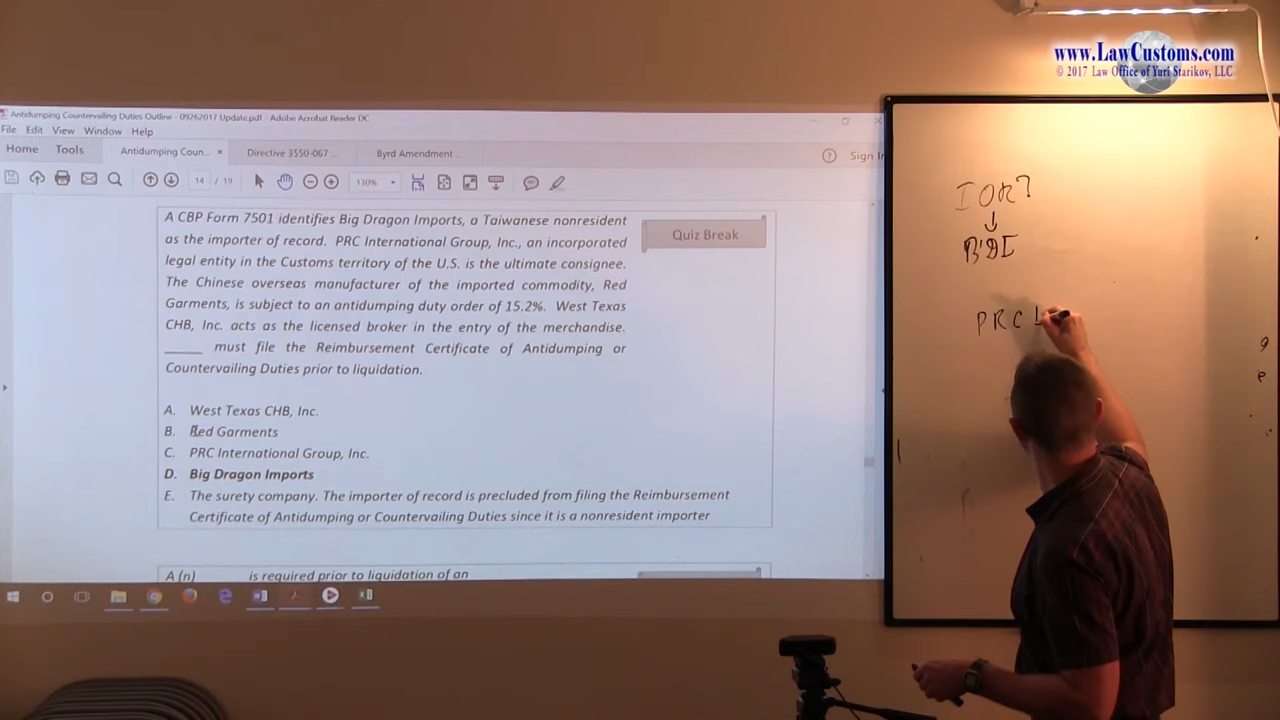 www.LawCustoms.com
© 2017 Law Office of Yuri Starikov, LLC
Antidumping Countervailing Duties Outline - 09262017 Update.pdf - Adobe Acrobat Reader DC
File Edit View Window Help
Home Tools Antidumping Coun... × Directive 3550-067 ... Byrd Amendment ... Sign In
14 / 19 130%
A CBP Form 7501 identifies Big Dragon Imports, a Taiwanese nonresident
as the importer of record. PRC International Group, Inc., an incorporated
legal entity in the Customs territory of the U.S. is the ultimate consignee.
The Chinese overseas manufacturer of the imported commodity, Red
Garments, is subject to an antidumping duty order of 15.2%. West Texas
CHB, Inc. acts as the licensed broker in the entry of the merchandise.
_____ must file the Reimbursement Certificate of Antidumping or
Countervailing Duties prior to liquidation.
Quiz Break
A. West Texas CHB, Inc.
B. Red Garments
C. PRC International Group, Inc.
D. Big Dragon Imports
E. The surety company. The importer of record is precluded from filing the Reimbursement
Certificate of Antidumping or Countervailing Duties since it is a nonresident importer
A (n) is required prior to liquidation of an
IOR?
BDI
PRC